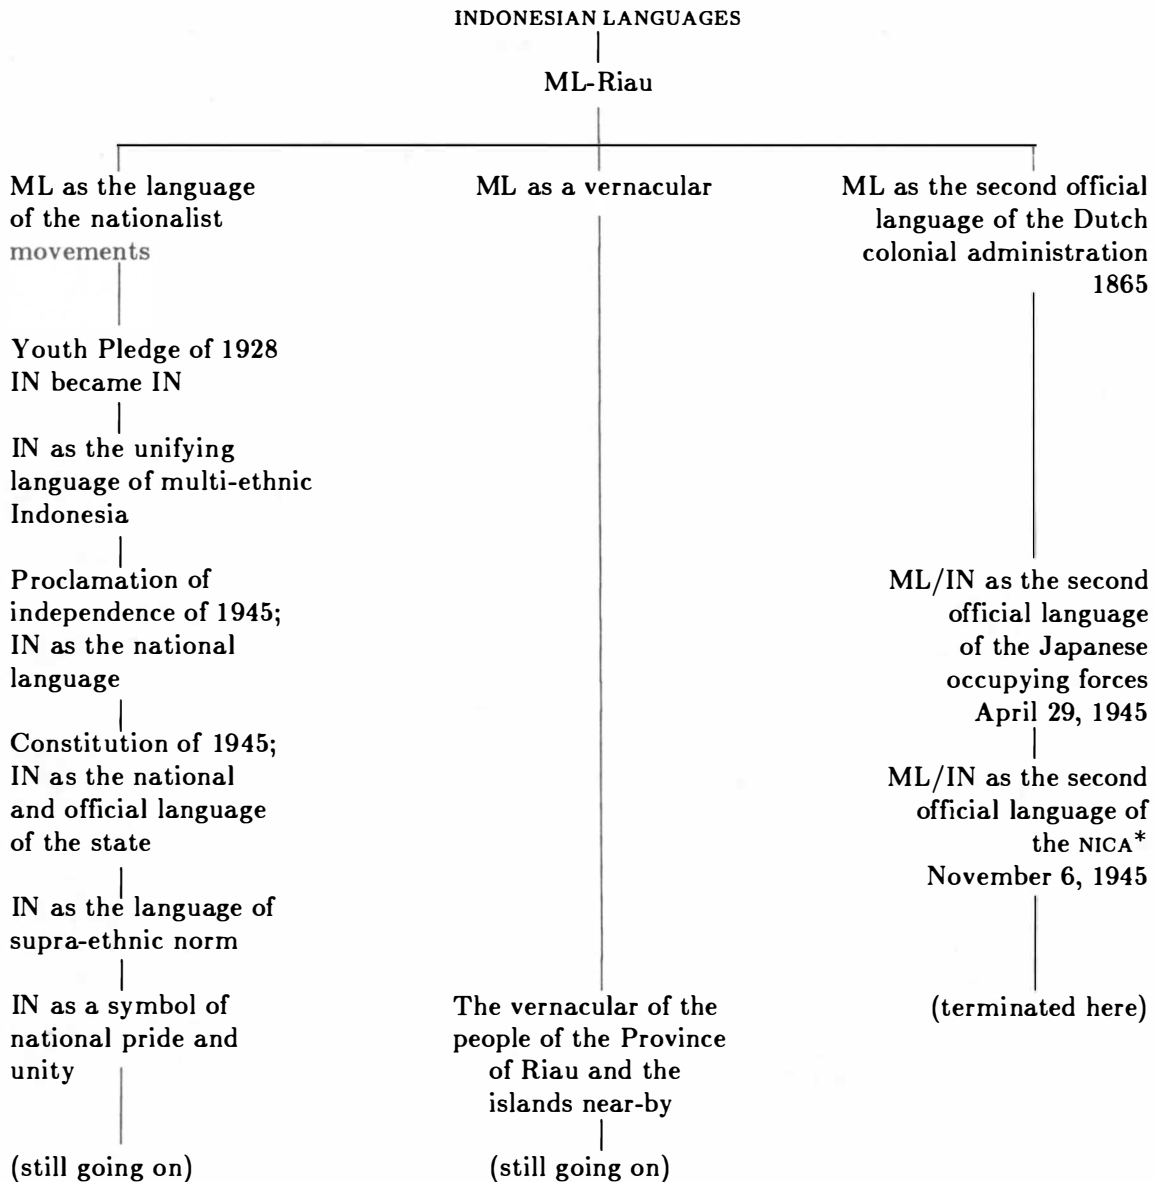 INDONESIAN LANGUAGES
ML-Riau
ML as the language
of the nationalist
movements
Youth Pledge of 1928
IN became IN
IN as the unifying
language of multi-ethnic
Indonesia
Proclamation of
independence of 1945;
IN as the national
language
Constitution of 1945;
IN as the national
and official language
of the state
IN as the language of
supra-ethnic norm
IN as a symbol of
national pride and
unity
(still going on)
ML as a vernacular
The vernacular of the
people of the Province
of Riau and the
islands near-by
(still going on)
ML as the second official
language of the Dutch
colonial administration
1865
ML/IN as the second
official language
of the Japanese
occupying forces
April 29, 1945
ML/IN as the second
official language of
the NICA*
November 6, 1945
(terminated here)